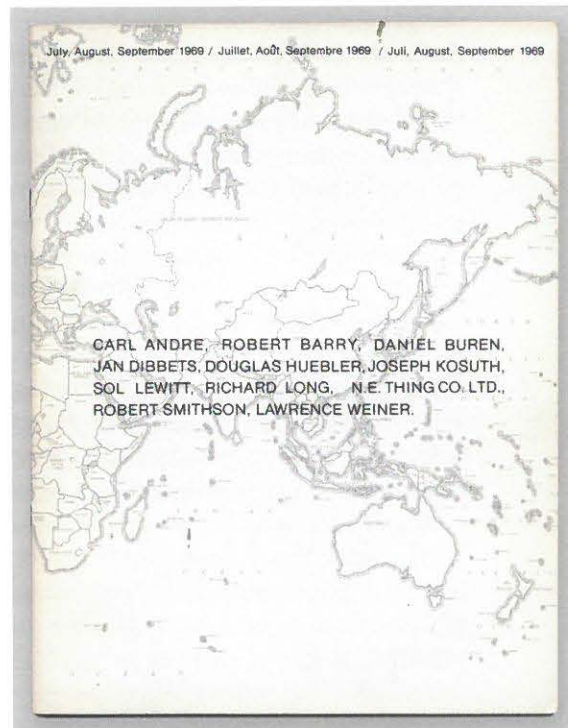 July, August, September 1969 / Juillet, Août, Septembre 1969 / Juli, August, September 1969
CARL ANDRE, ROBERT BARRY, DANIEL BUREN,
JAN DIBBETS, DOUGLAS HUEBLER, JOSEPH KOSUTH,
SOL LEWITT, RICHARD LONG, N.E. THING CO. LTD.,
ROBERT SMITHSON, LAWRENCE WEINER.